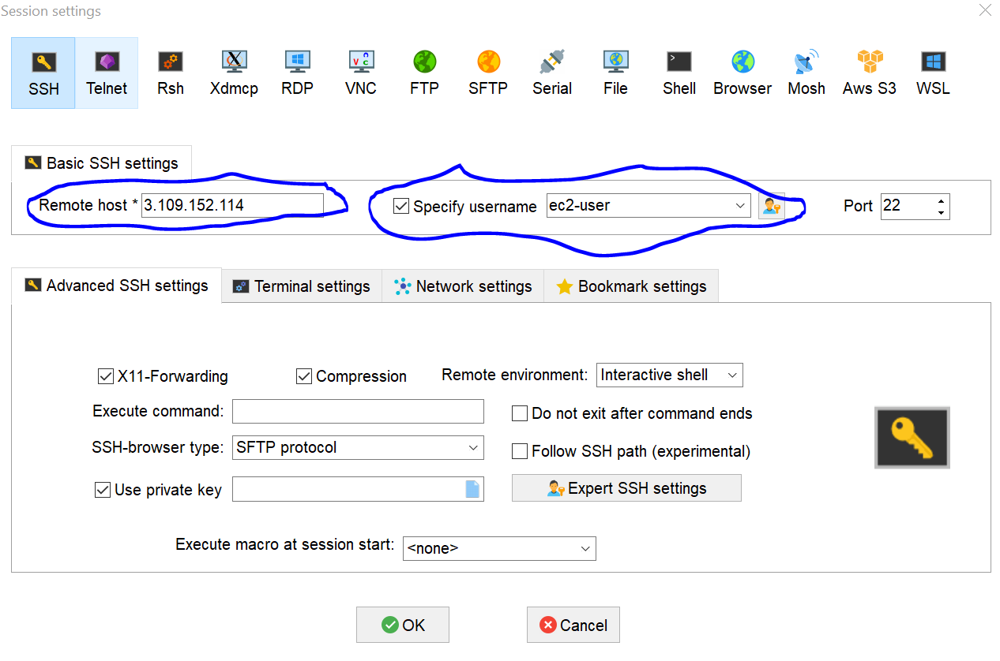 Session settings
SSH Telnet Rsh Xdmcp RDP VNC FTP SFTP Serial File Shell Browser Mosh Aws S3 WSL
Basic SSH settings
Remote host * 3.109.152.114 Specify username ec2-user Port 22
Advanced SSH settings Terminal settings Network settings Bookmark settings
X11-Forwarding Compression Remote environment: Interactive shell
Execute command: Do not exit after command ends
SSH-browser type: SFTP protocol Follow SSH path (experimental)
Use private key Expert SSH settings
Execute macro at session start: <none>
OK Cancel